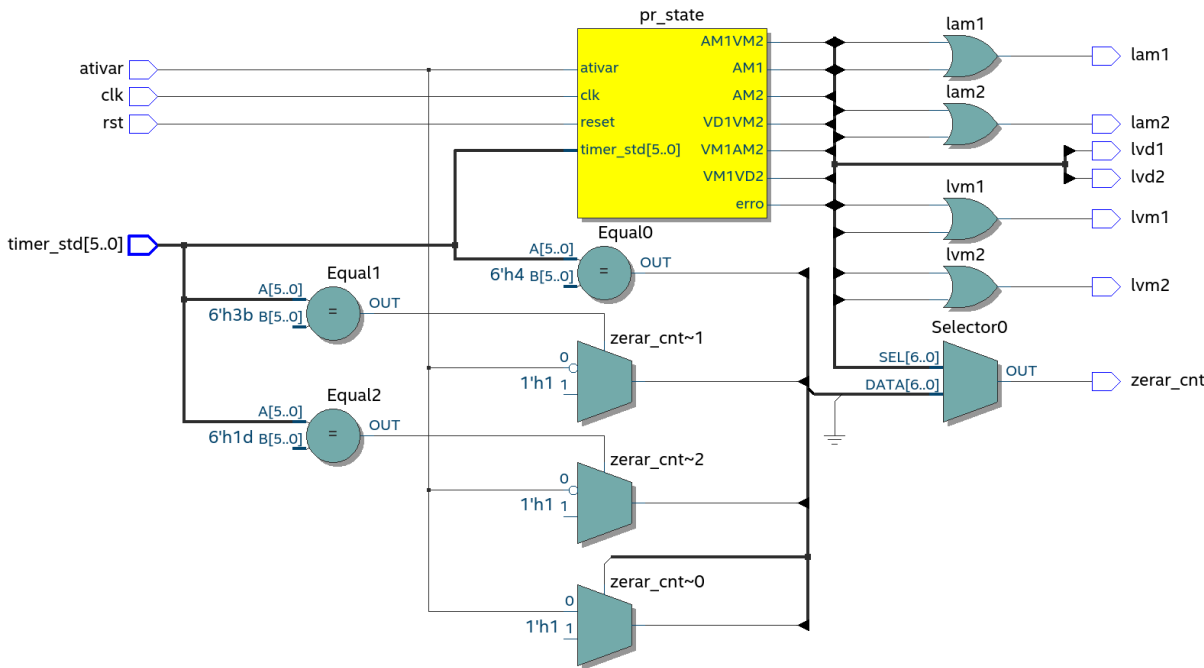 pr_state
AM1VM2
AM1
AM2
VD1VM2
VM1AM2
VM1VD2
erro
ativar
clk
reset
timer_std[5..0]
ativar
clk
rst
timer_std[5..0]
lam1
lam1
lam2
lam2
lvd1
lvd2
lvm1
lvm1
lvm2
lvm2
Equal0
A[5..0]
6'h4 B[5..0]
=
OUT
Equal1
A[5..0]
6'h3b B[5..0]
=
OUT
zerar_cnt~1
0
1'h1 1
Selector0
SEL[6..0]
DATA[6..0]
OUT
zerar_cnt
Equal2
A[5..0]
6'h1d B[5..0]
=
OUT
zerar_cnt~2
0
1'h1 1
zerar_cnt~0
0
1'h1 1